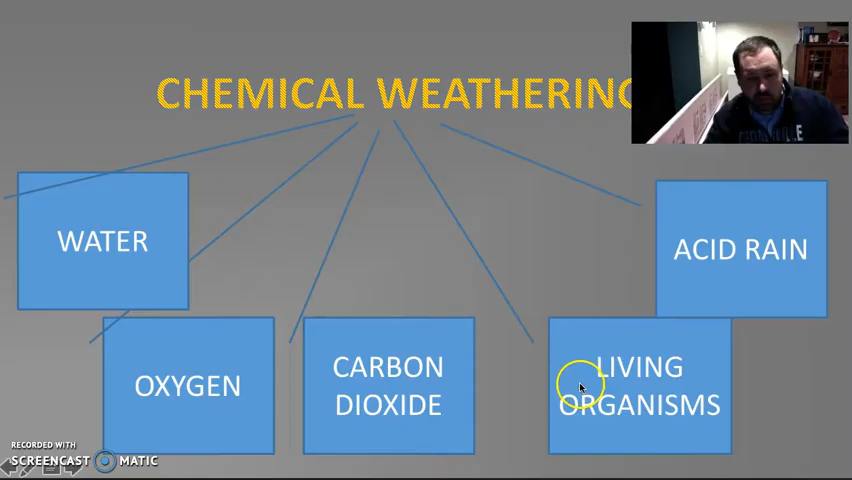 CHEMICAL WEATHERING
WATER
ACID RAIN
OXYGEN
CARBON
DIOXIDE
LIVING
ORGANISMS
RECORDED WITH
SCREENCAST MATIC